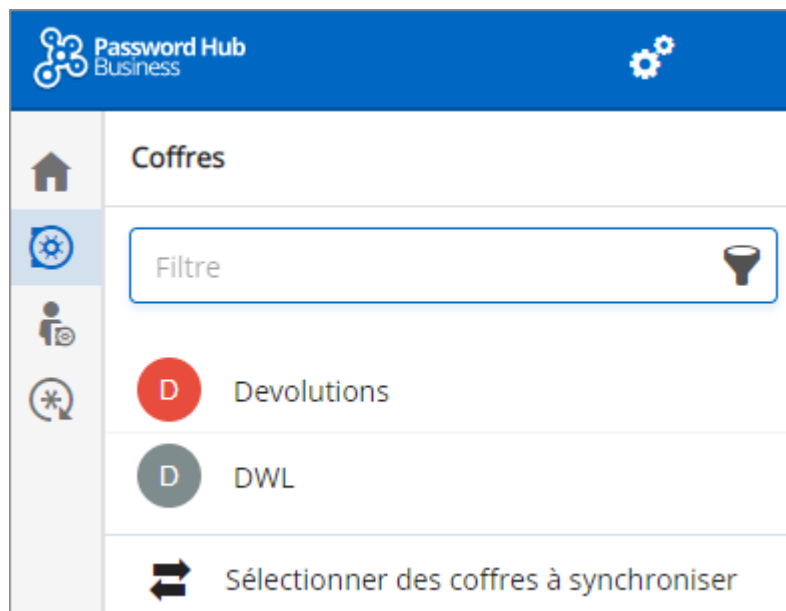 Password Hub
Business
Coffres
Filtre
D Devolutions
D DWL
Sélectionner des coffres à synchroniser